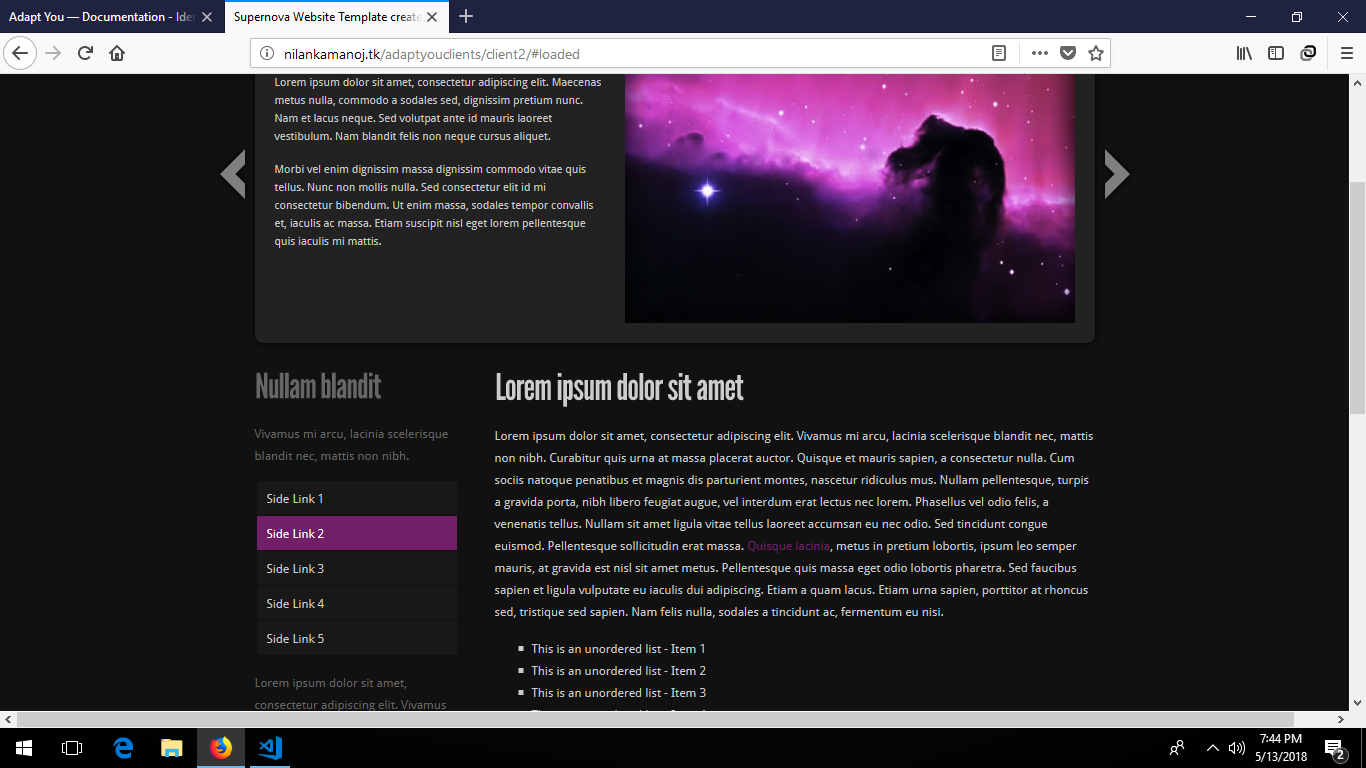 Adapt You — Documentation - Ide
Supernova Website Template create
nilankamanoj.tk/adaptyouclients/client2/#loaded
Lorem ipsum dolor sit amet, consectetur adipiscing elit. Maecenas
metus nulla, commodo a sodales sed, dignissim pretium nunc.
Nam et lacus neque. Sed volutpat ante id mauris laoreet
vestibulum. Nam blandit felis non neque cursus aliquet.
Morbi vel enim dignissim massa dignissim commodo vitae quis
tellus. Nunc non mollis nulla. Sed consectetur elit id mi
consectetur bibendum. Ut enim massa, sodales tempor convallis
et, iaculis ac massa. Etiam suscipit nisl eget lorem pellentesque
quis iaculis mi mattis.
Nullam blandit
Vivamus mi arcu, lacinia scelerisque
blandit nec, mattis non nibh.
Side Link 1
Side Link 2
Side Link 3
Side Link 4
Side Link 5
Lorem ipsum dolor sit amet,
consectetur adipiscing elit. Vivamus
Lorem ipsum dolor sit amet
Lorem ipsum dolor sit amet, consectetur adipiscing elit. Vivamus mi arcu, lacinia scelerisque blandit nec, mattis
non nibh. Curabitur quis urna at massa placerat auctor. Quisque et mauris sapien, a consectetur nulla. Cum
sociis natoque penatibus et magnis dis parturient montes, nascetur ridiculus mus. Nullam pellentesque, turpis
a gravida porta, nibh libero feugiat augue, vel interdum erat lectus nec lorem. Phasellus vel odio felis, a
venenatis tellus. Nullam sit amet ligula vitae tellus laoreet accumsan eu nec odio. Sed tincidunt congue
euismod. Pellentesque sollicitudin erat massa. Quisque lacinia, metus in pretium lobortis, ipsum leo semper
mauris, at gravida est nisl sit amet metus. Pellentesque quis massa eget odio lobortis pharetra. Sed faucibus
sapien et ligula vulputate eu iaculis dui adipiscing. Etiam a quam lacus. Etiam urna sapien, porttitor at rhoncus
sed, tristique sed sapien. Nam felis nulla, sodales a tincidunt ac, fermentum eu nisi.
This is an unordered list - Item 1
This is an unordered list - Item 2
This is an unordered list - Item 3
7:44 PM
5/13/2018
2